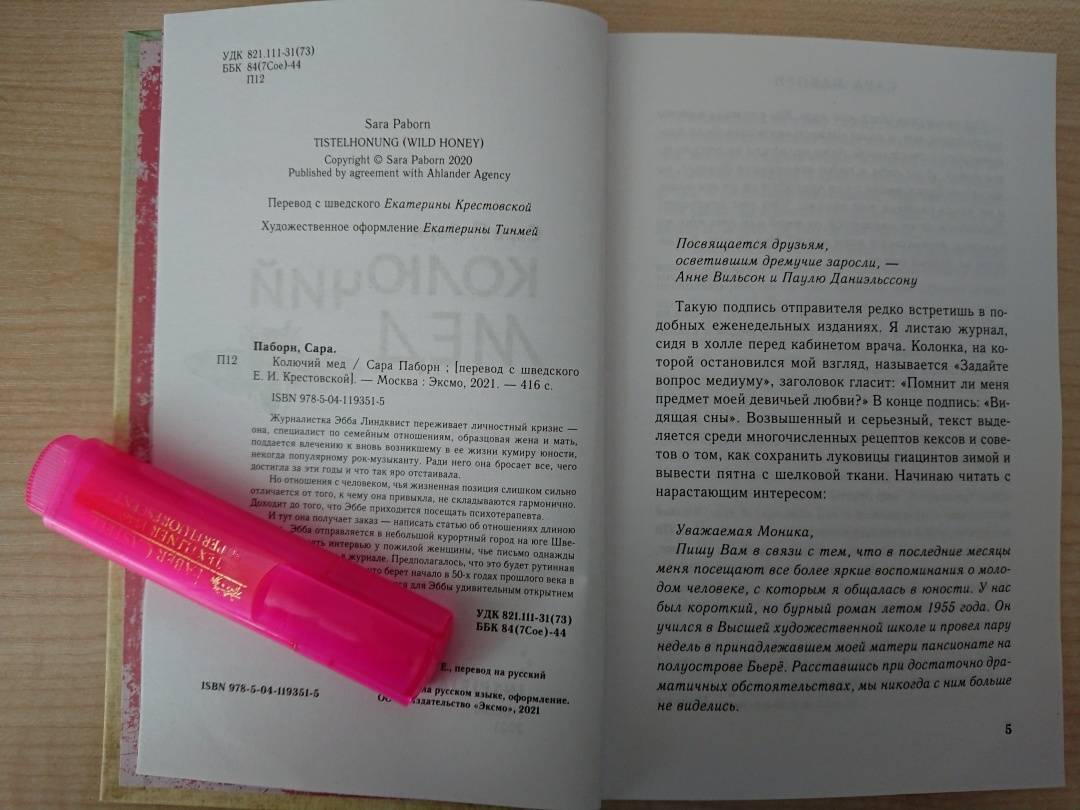 УДК 821.111-31(73)
ББК 84(7Сое)-44
П12
Sara Paborn
TISTELHONUNG (WILD HONEY)
Copyright © Sara Paborn 2020
Published by agreement with Ahlander Agency
Перевод с шведского Екатерины Крестовской
Художественное оформление Екатерины Тинмей
КОЛЮЧИЙ
МЕД
Паборн, Сара.
П12 Колючий мед / Сара Паборн ; [перевод с шведского
Е. И. Крестовской]. — Москва : Эксмо, 2021. — 416 с.
ISBN 978-5-04-119351-5
Журналистка Эбба Линдквист переживает личностный кризис —
она, специалист по семейным отношениям, образцовая жена и мать,
поддается влечению к вновь возникшему в ее жизни кумиру юности,
некогда популярному рок-музыканту. Ради него она бросает все, чего
достигла за эти годы и что так яро отстаивала.
Но отношения с человеком, чья жизненная позиция слишком сильно
отличается от того, к чему она привыкла, не складываются гармонично.
Доходит до того, что Эббе приходится посещать психотерапевта.
И тут она получает заказ — написать статью об отношениях длиною
Эбба отправляется в небольшой курортный город на юге Шве-
интервью у пожилой женщины, чье письмо однажды
в журнале. Предполагалось, что это будет рутинная
что берет начало в 50-х годах прошлого века в
для Эббы удивительным открытием
УДК 821.111-31(73)
ББК 84(7Сое)-44
Е., перевод на русский
на русском языке, оформление.
«Эксмо», 2021
ISBN 978-5-04-119351-5
FABER-CASTELL
TEXTLINER
SUPERFLUORESCENT
Посвящается друзьям,
осветившим дремучие заросли, —
Анне Вильсон и Паулю Даниэльссону
Такую подпись отправителя редко встретишь в по-
добных еженедельных изданиях. Я листаю журнал,
сидя в холле перед кабинетом врача. Колонка, на ко-
торой остановился мой взгляд, называется «Задайте
вопрос медиуму», заголовок гласит: «Помнит ли меня
предмет моей девичьей любви?» В конце подпись: «Ви-
дящая сны». Возвышенный и серьезный, текст выде-
ляется среди многочисленных рецептов кексов и сове-
тов о том, как сохранить луковицы гиацинтов зимой и
вывести пятна с шелковой ткани. Начинаю читать с
нарастающим интересом:
Уважаемая Моника,
Пишу Вам в связи с тем, что в последние месяцы
меня посещают все более яркие воспоминания о моло-
дом человеке, с которым я общалась в юности. У нас
был короткий, но бурный роман летом 1955 года. Он
учился в Высшей художественной школе и провел пару
недель в принадлежавшем моей матери пансионате на
полуострове Бьерё. Расставшись при достаточно дра-
матичных обстоятельствах, мы никогда с ним больше
не виделись.
5